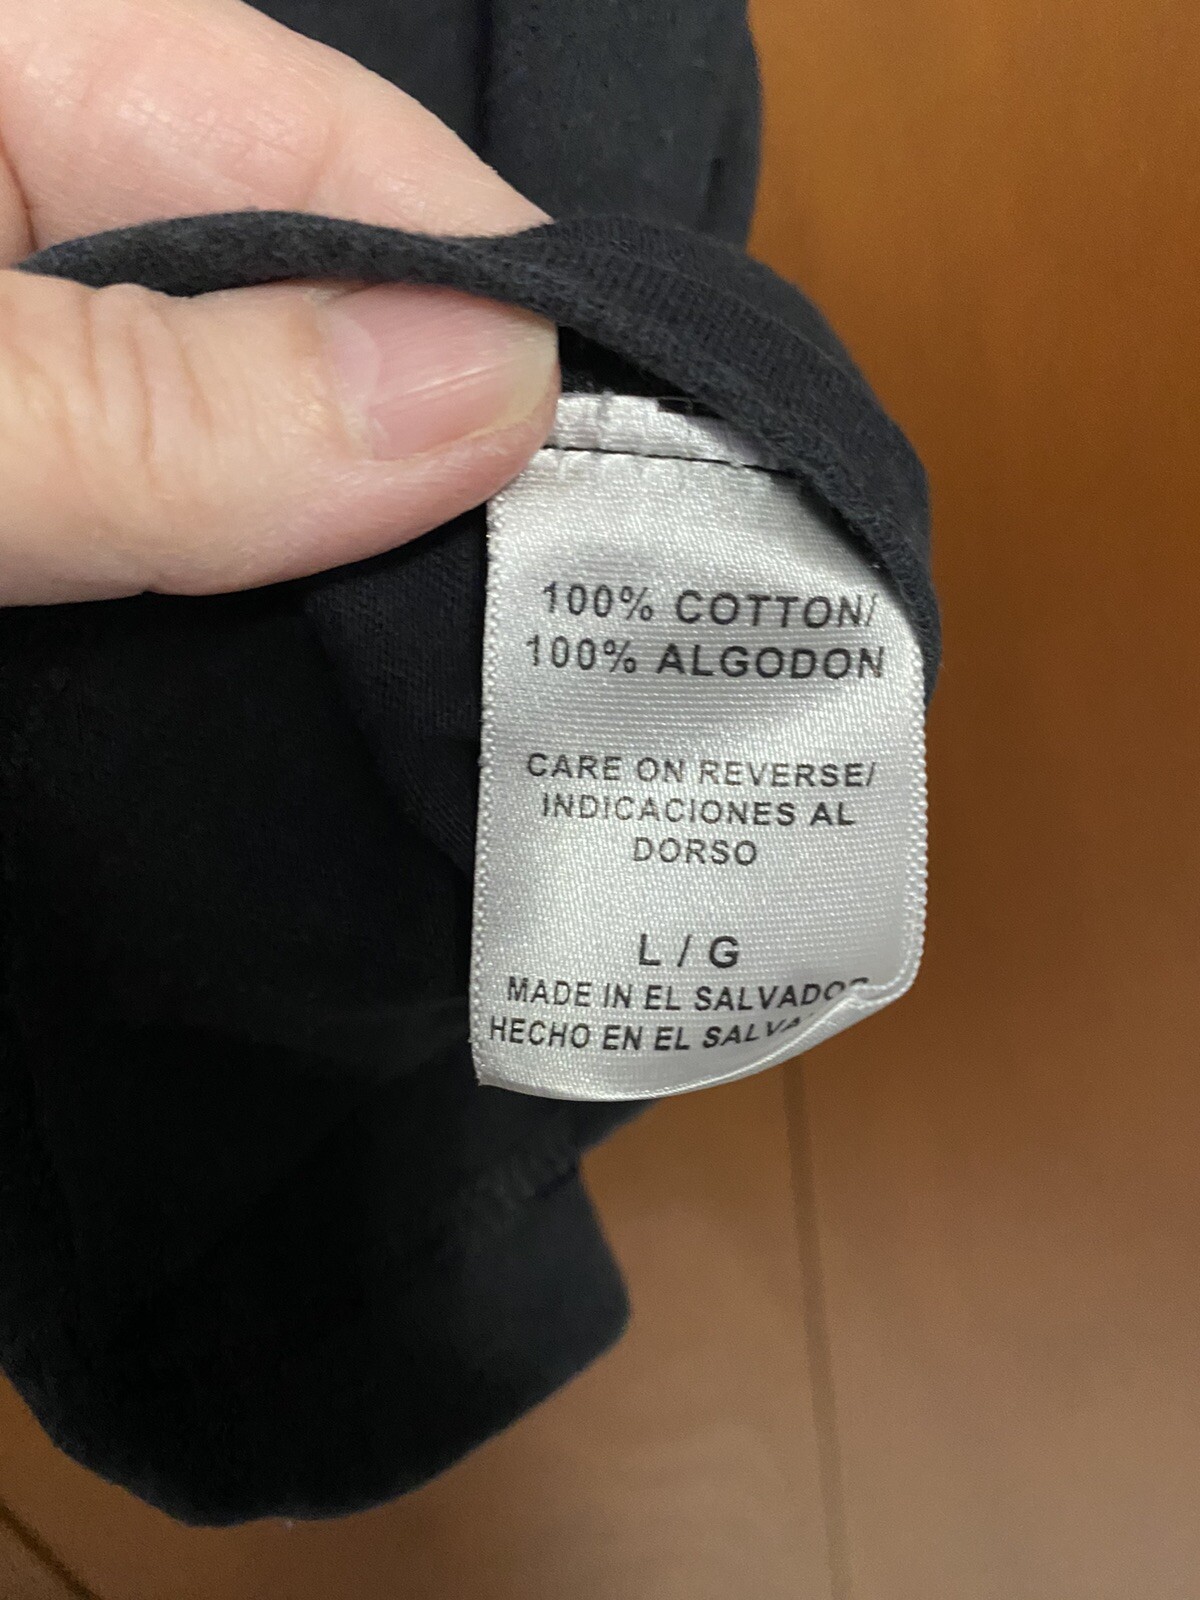 100% COTTON/
100% ALGODON
CARE ON REVERSE/
INDICACIONES AL
DORSO
L / G
MADE IN EL SALVADOR
HECHO EN EL